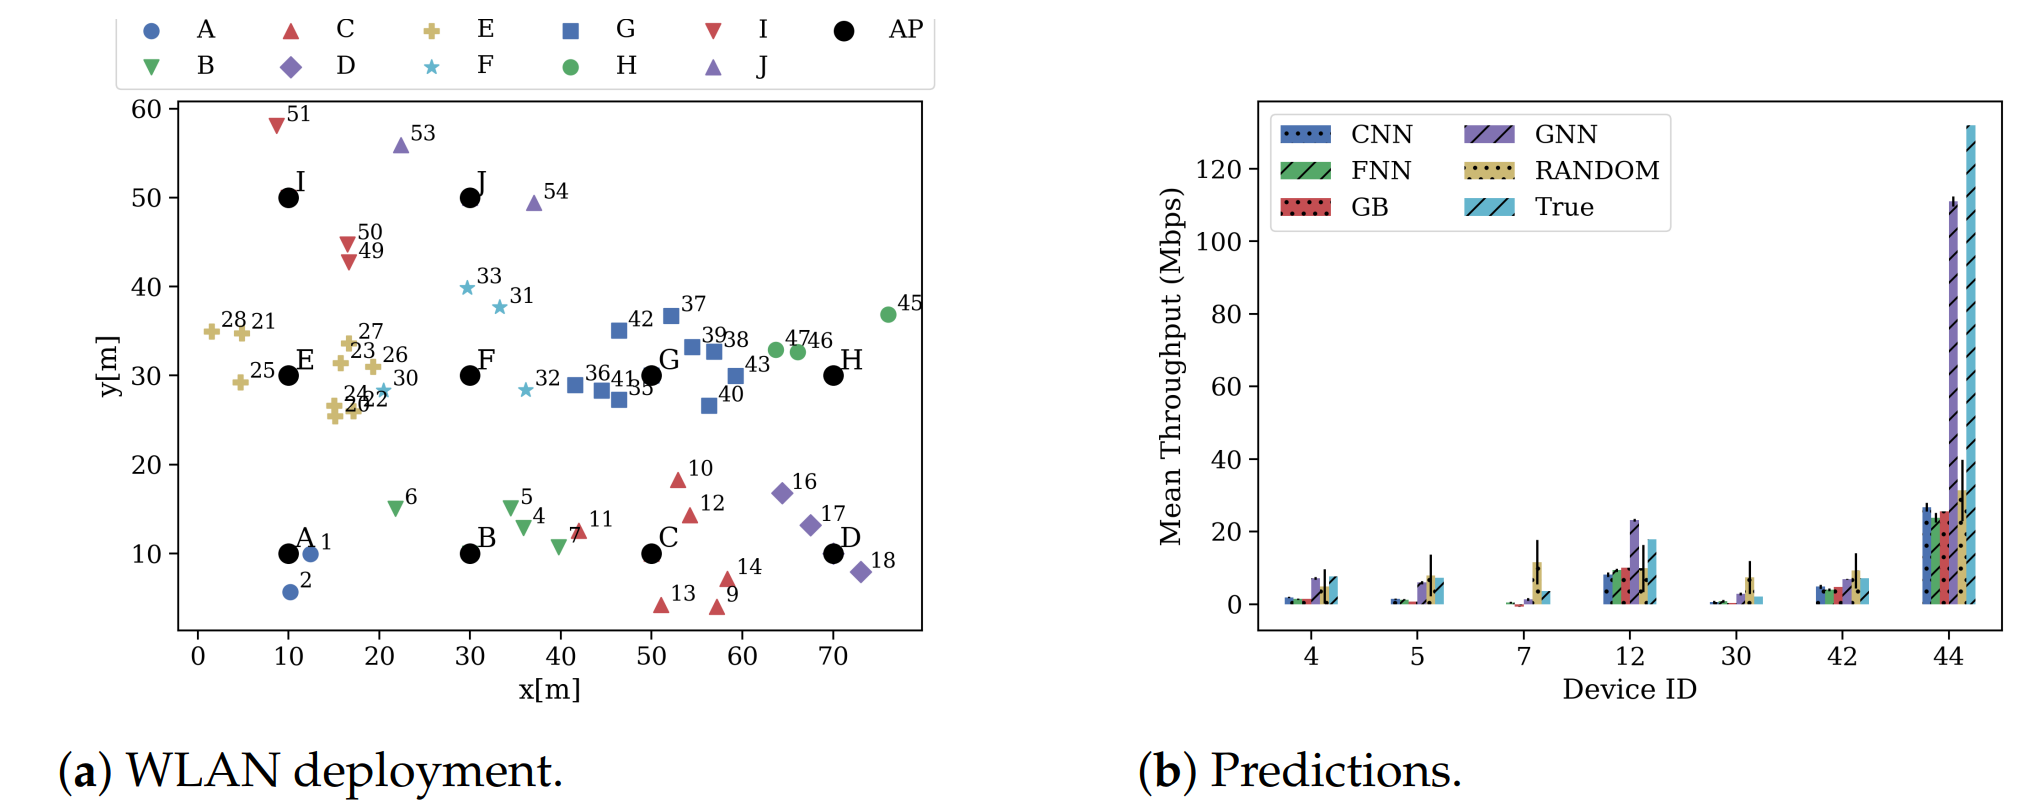 A C E G I AP
B D F H J
60
50
40
30
20
10
y[m]
51
53
I
J
54
50
49
33
31
28
21
27
23
26
25
E
F
30
24
20
22
32
42
37
39
38
G
43
36
41
35
40
47
46
45
H
6
5
4
7
11
10
12
16
17
18
A
1
2
B
C
D
13
14
9
0 10 20 30 40 50 60 70
x[m]
(a) WLAN deployment.
CNN GNN
FNN RANDOM
GB True
120
100
80
60
40
20
0
Mean Throughput (Mbps)
4 5 7 12 30 42 44
Device ID
(b) Predictions.